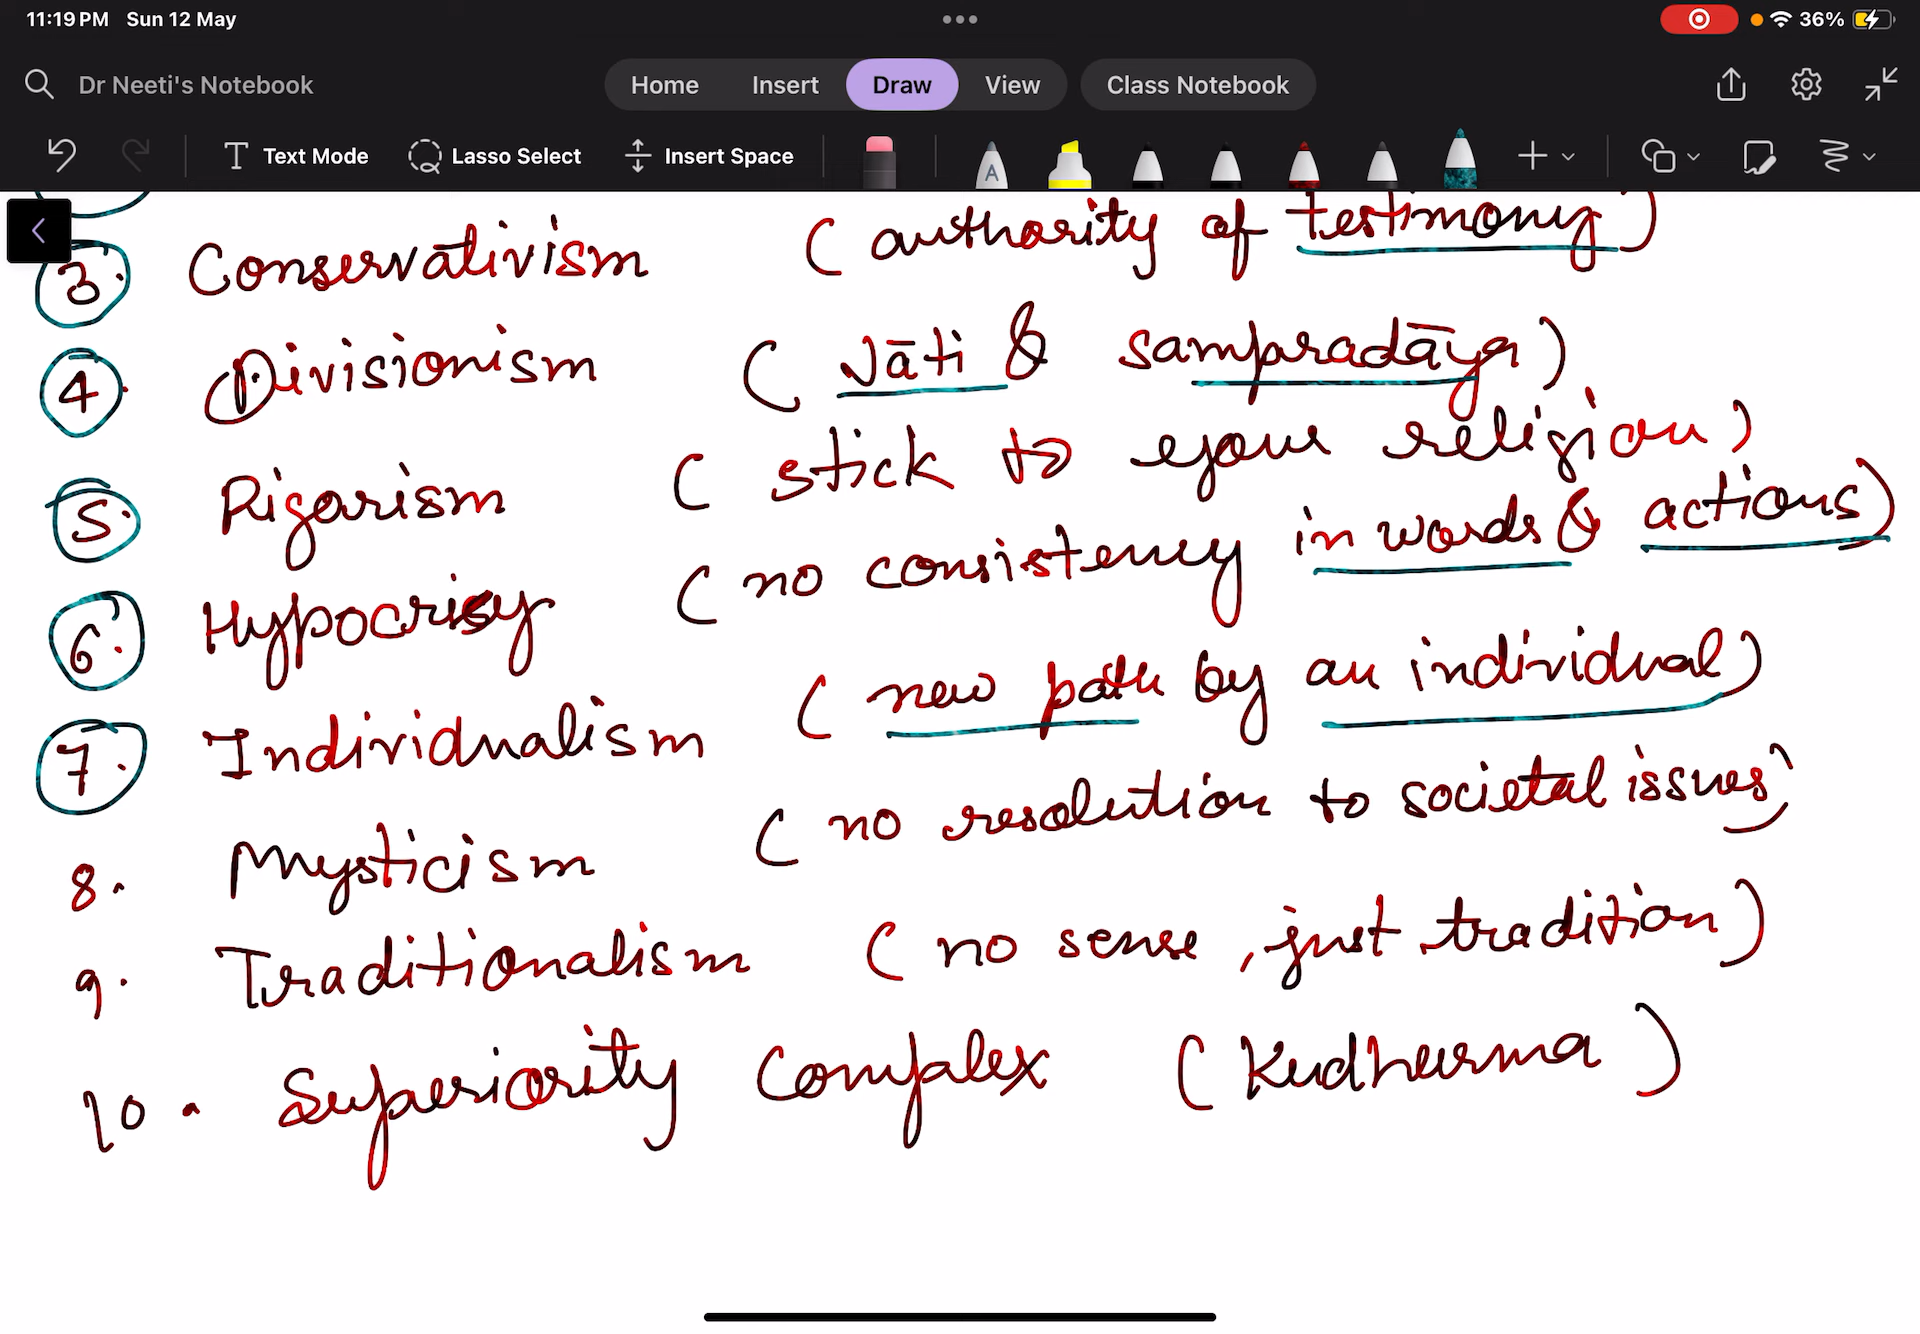 11:19 PM Sun 12 May 36%
Dr Neeti's Notebook Home Insert Draw View Class Notebook
Text Mode Lasso Select Insert Space A
3. Conservativism (authority of testimony)
4. Divisionism (Jāti & sampradāya)
5. Rigorism (stick to your religion)
6. Hypocrisy (no consistency in words & actions)
7. Individualism (new path by an individual)
8. Mysticism (no resolution to societal issues)
9. Traditionalism (no sense, just tradition)
10. Superiority Complex (Kudharma)